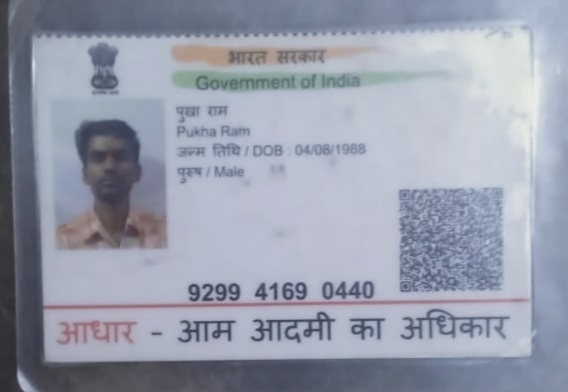 भारत सरकार
Government of India
पुखा राम
Pukha Ram
जन्म तिथि / DOB : 04/08/1988
पुरुष / Male
9299 4169 0440
आधार - आम आदमी का अधिकार